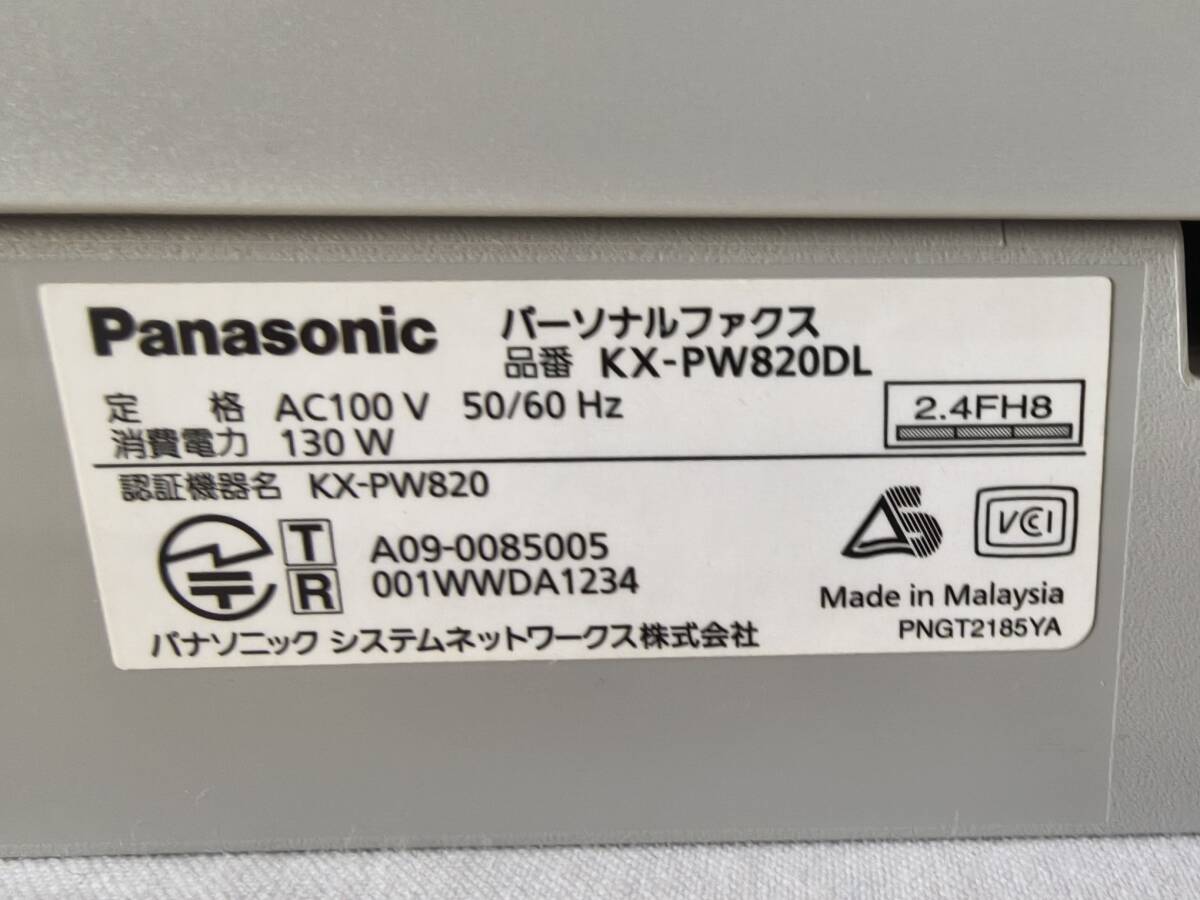 Panasonic パーソナルファクス
品番 KX-PW820DL
定 格 AC100 V 50/60 Hz
消費電力 130 W
2.4FH8
認証機器名 KX-PW820
T A09-0085005
R 001WWDA1234
VCCI
Made in Malaysia
PNGT2185YA
パナソニック システムネットワークス株式会社